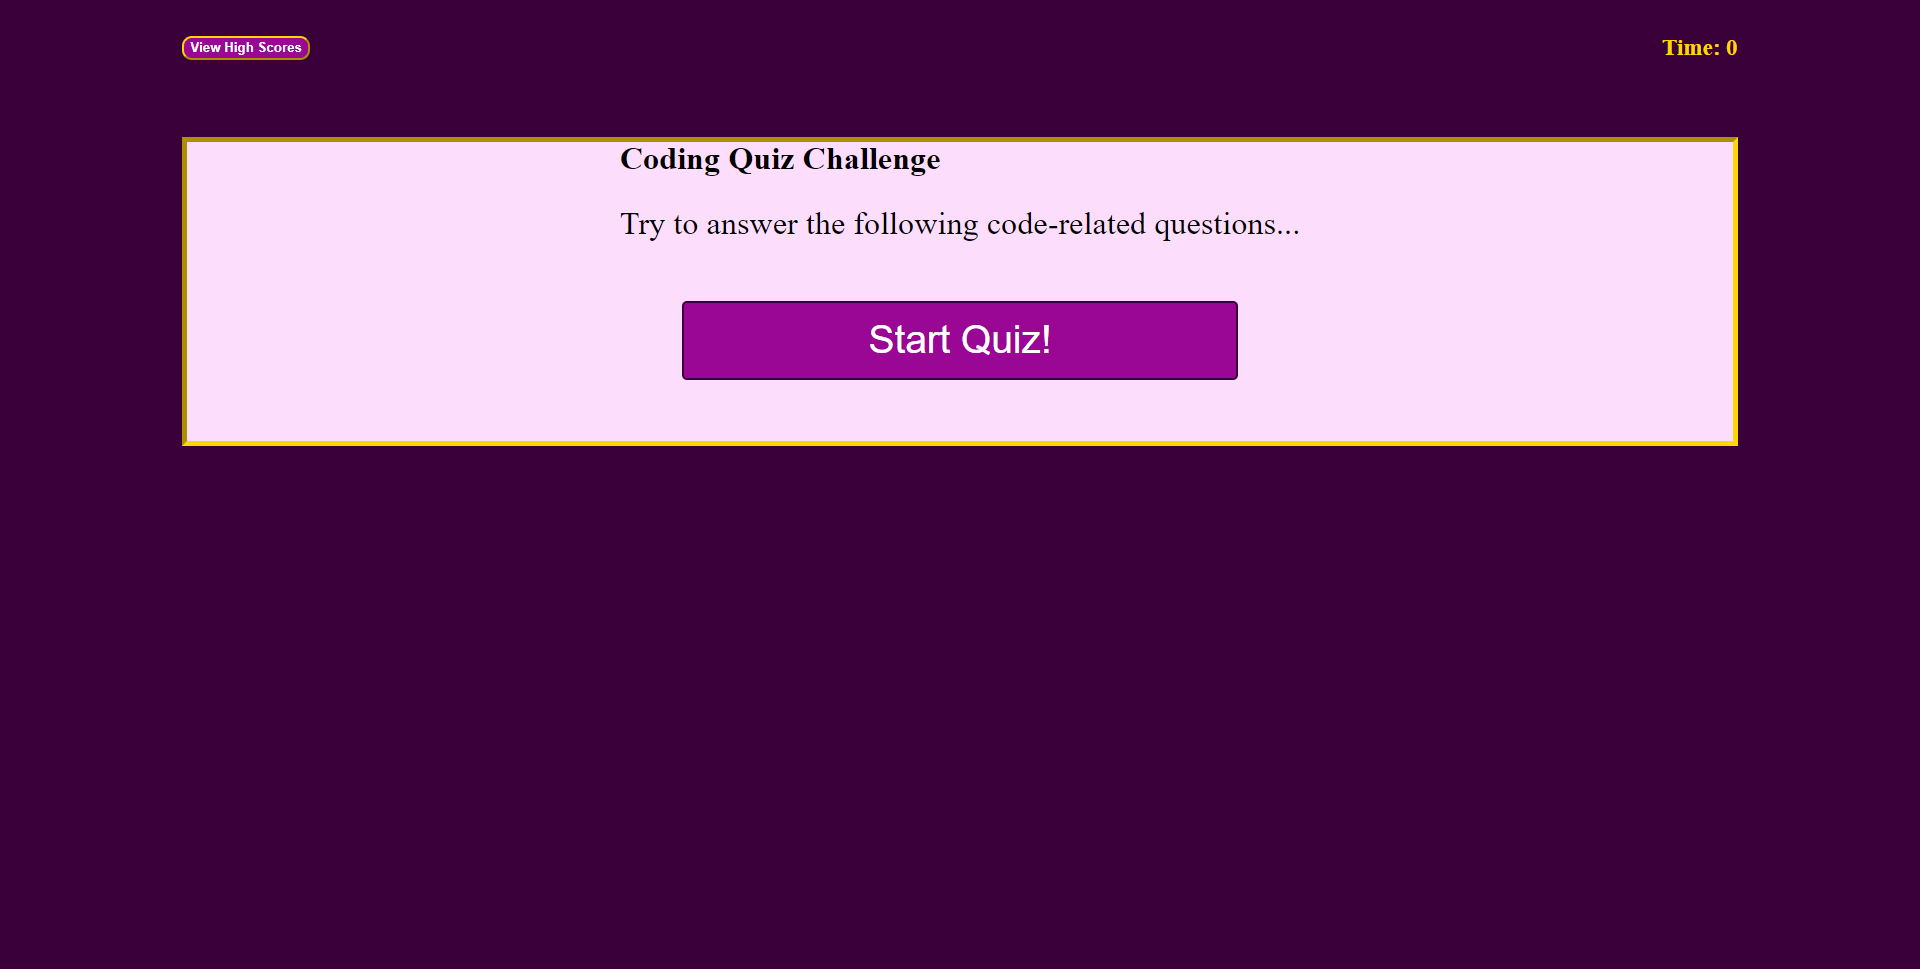 View High Scores
Time: 0
Coding Quiz Challenge
Try to answer the following code-related questions...
Start Quiz!